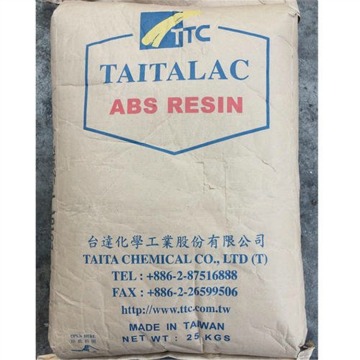 TTC
TAITALAC
ABS RESIN
台達化學工業股份有限公司
TAITA CHEMICAL CO., LTD (T)
TEL : +886-2-87516888
FAX : +886-2-26599506
http://www.ttc.com.tw
MADE IN TAIWAN
NET WT : 25 KGS